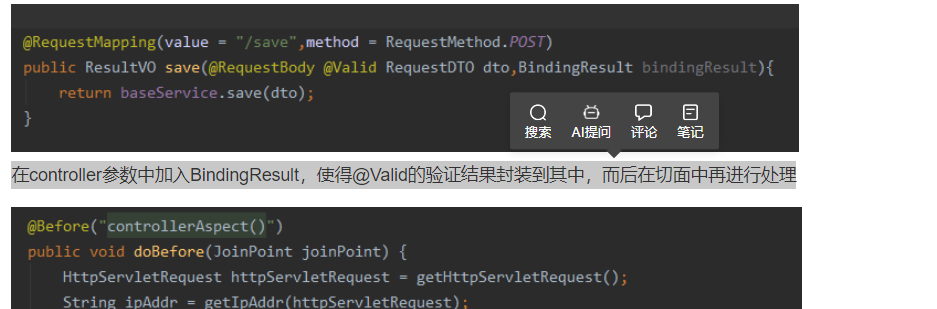 @RequestMapping(value = "/save",method = RequestMethod.POST)
public ResultVO save(@RequestBody @Valid RequestDTO dto,BindingResult bindingResult){
return baseService.save(dto);
}
搜索 AI提问 评论 笔记
在controller参数中加入BindingResult，使得@Valid的验证结果封装到其中，而后在切面中再进行处理
@Before("controllerAspect()")
public void doBefore(JoinPoint joinPoint) {
HttpServletRequest httpServletRequest = getHttpServletRequest();
String ipAddr = getIpAddr(httpServletRequest);